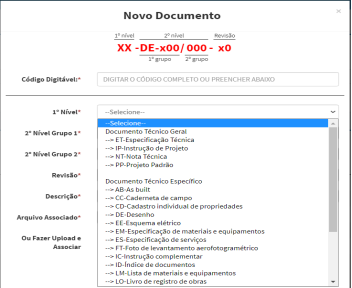 ×
Novo Documento
1º nível 2º nível Revisão
XX -DE-x00/000 - x0
1º grupo 2º grupo
Código Digitável:* DIGITAR O CÓDIGO COMPLETO OU PREENCHER ABAIXO
1º Nível:* --Selecione--
--Selecione--
Documento Técnico Geral
2º Nível Grupo 1*
--> ET-Especificação Técnica
--> IP-Instrução de Projeto
2º Nível Grupo 2*
--> NT-Nota Técnica
--> PP-Projeto Padrão
Revisão*
Documento Técnico Específico
--> AB-As built
Descrição*
--> CC-Caderneta de campo
--> CD-Cadastro individual de propriedades
Arquivo Associado*
--> DE-Desenho
--> EE-Esquema elétrico
--> EM-Especificação de materiais e equipamentos
Ou Fazer Upload e
Associar
--> ES-Especificação de serviços
--> FT-Foto de levantamento aerofotogramétrico
--> IC-Instrução complementar
--> ID-Índice de documentos
--> LM-Lista de materiais e equipamentos
--> LO-Livro de registro de obras